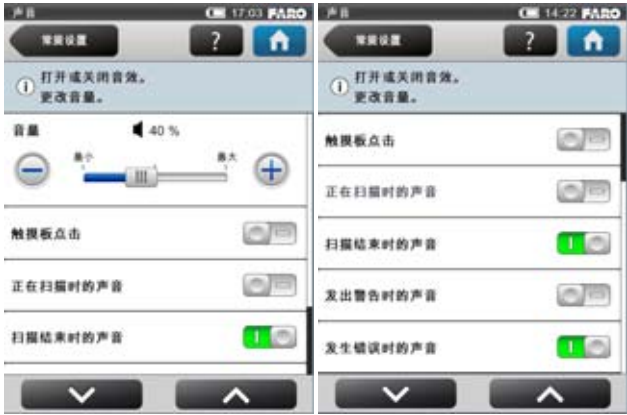 声音
17:03 FARO
常规设置
?
打开或关闭音效。
更改音量。
音量
40 %
最小
最大
触摸板点击
正在扫描时的声音
扫描结束时的声音
声音
14:22 FARO
常规设置
?
打开或关闭音效。
更改音量。
触摸板点击
正在扫描时的声音
扫描结束时的声音
发出警告时的声音
发生错误时的声音